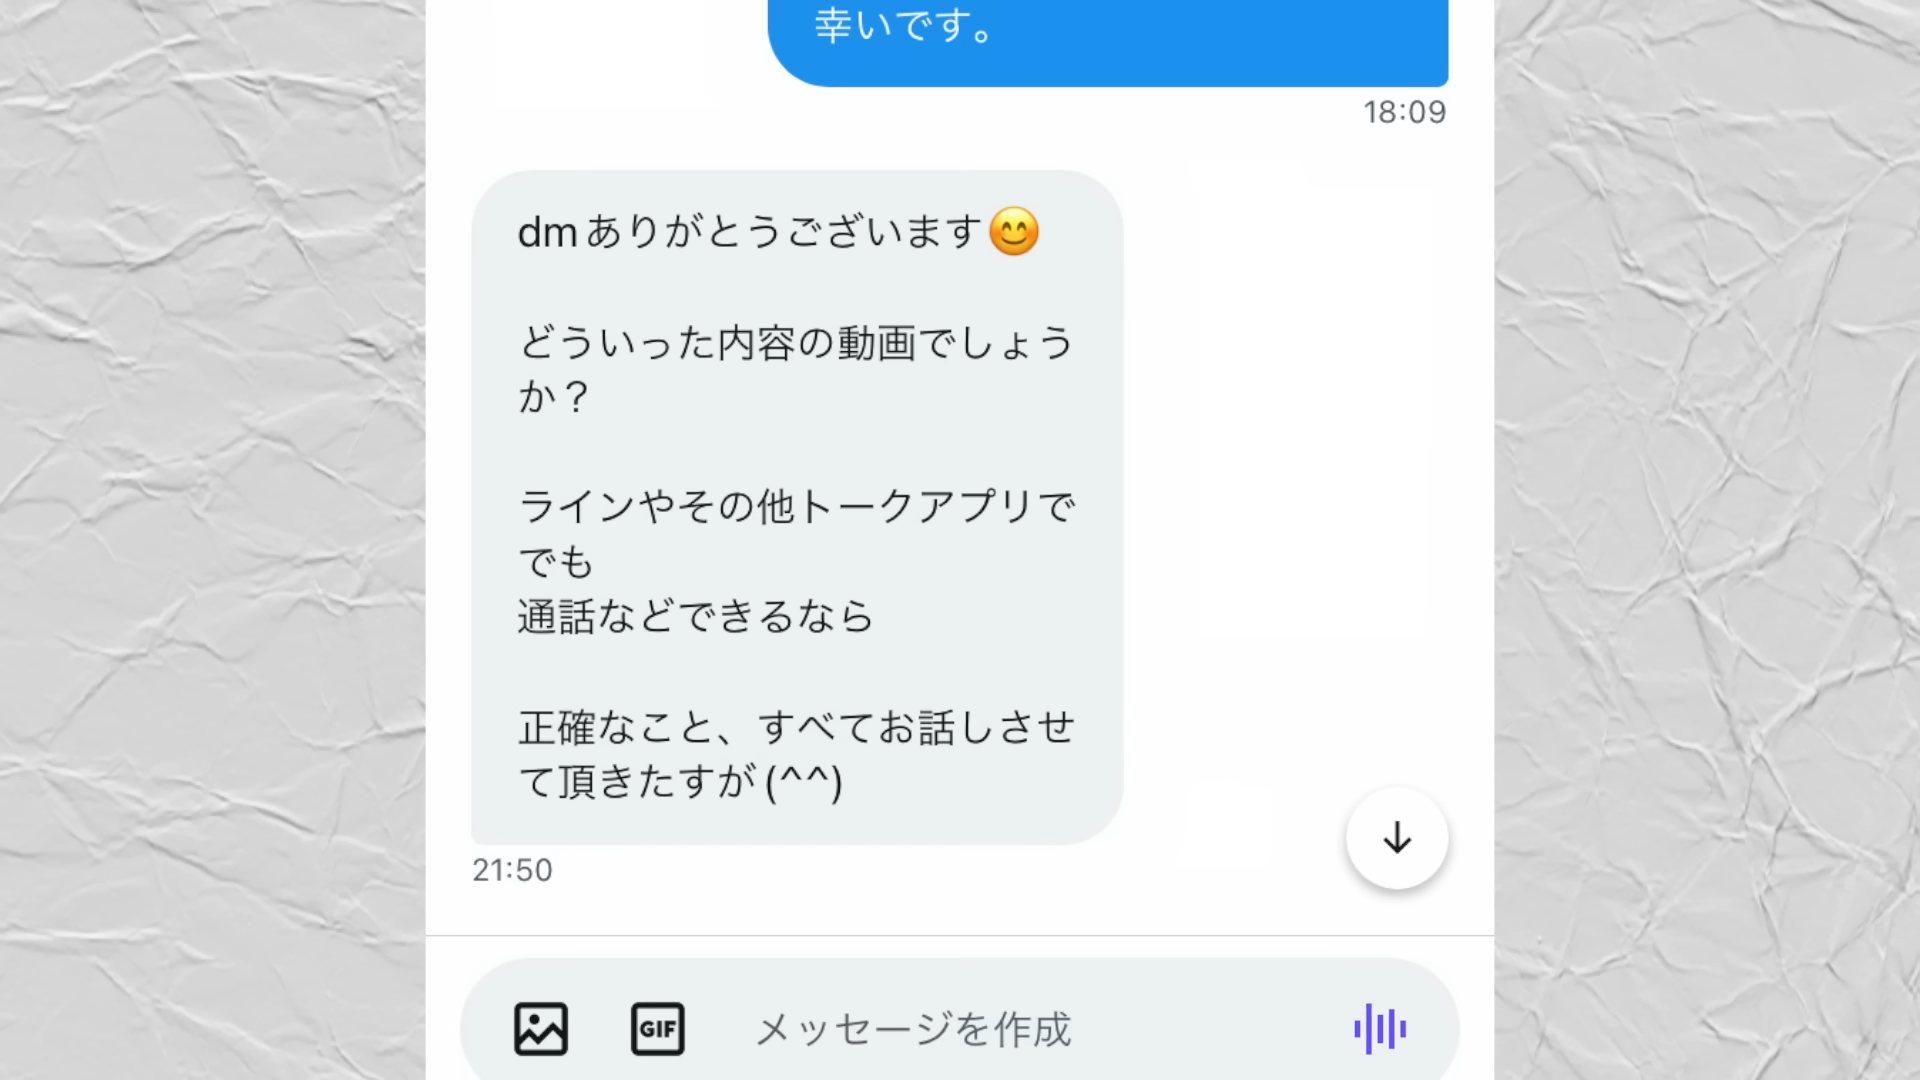 幸いです。
18:09
dmありがとうございます😊
どういった内容の動画でしょう
か？
ラインやその他トークアプリで
でも
通話などできるなら
正確なこと、すべてお話しさせ
て頂きたすが(^^)
21:50
GIF
メッセージを作成